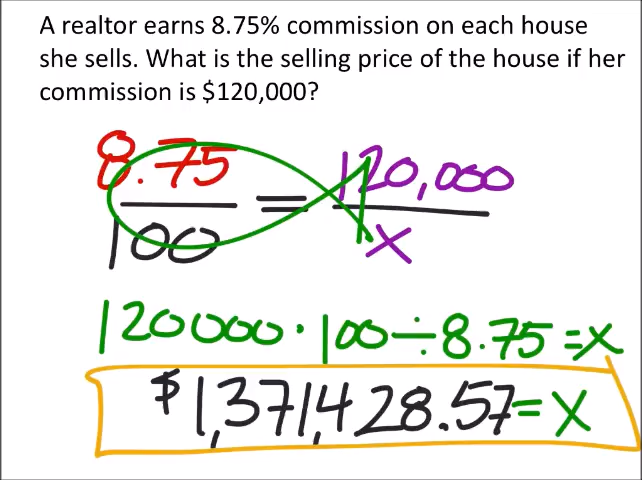 A realtor earns 8.75% commission on each house
she sells. What is the selling price of the house if her
commission is $120,000?
8.75 = 120,000
100 x
120000 · 100 ÷ 8.75 = x
$1,371,428.57 = x